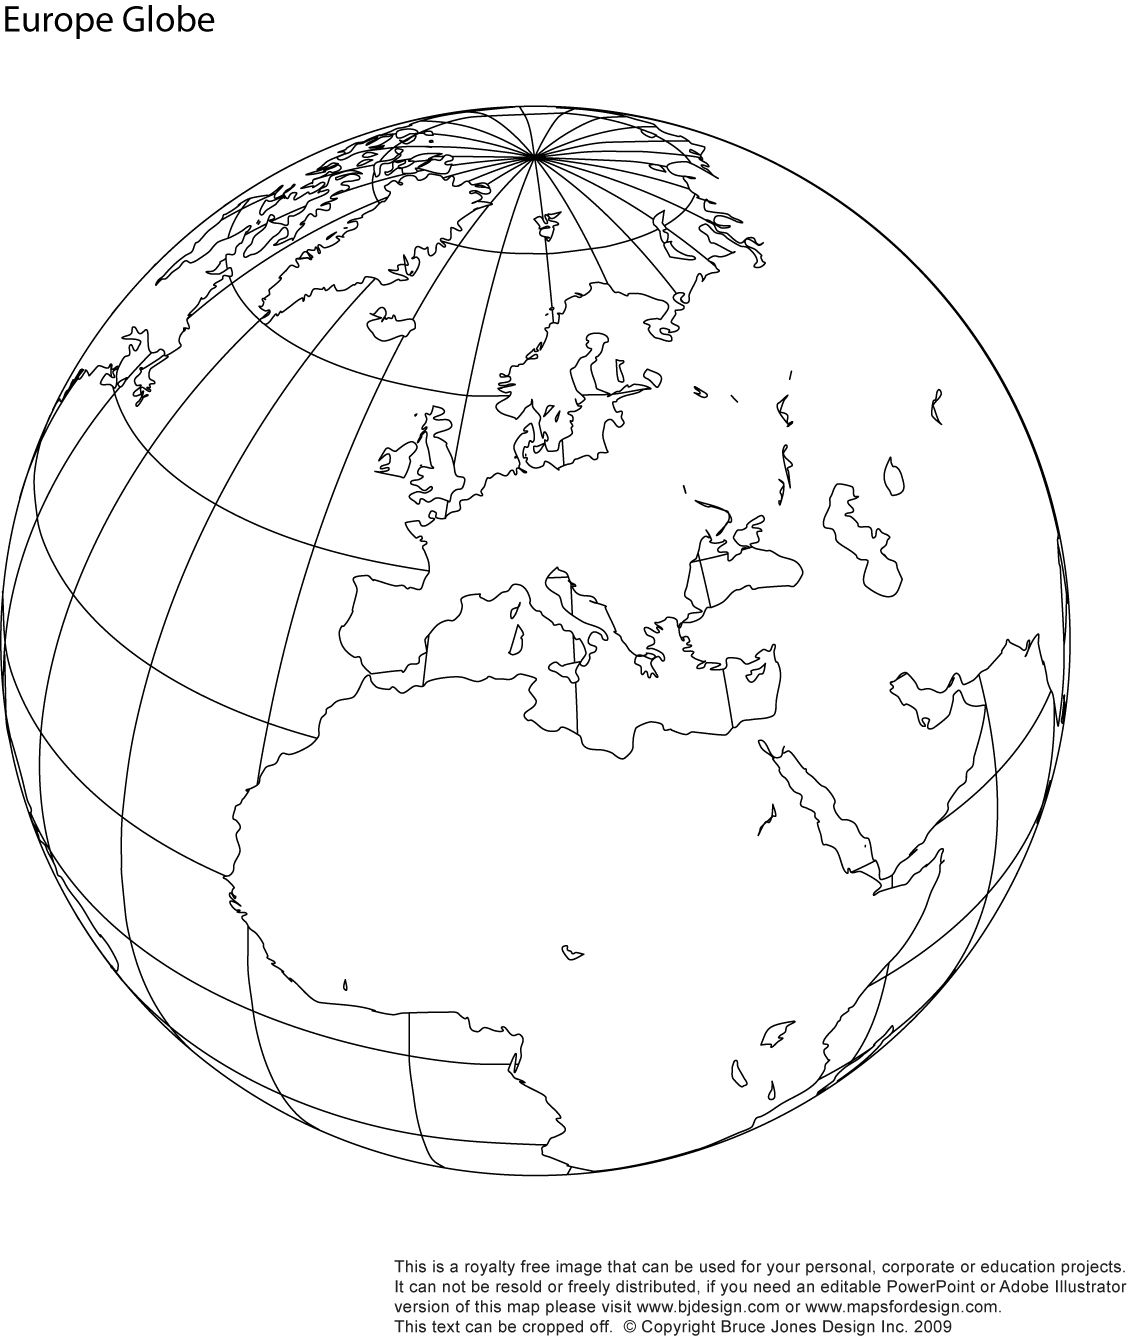 Europe Globe
This is a royalty free image that can be used for your personal, corporate or education projects.
It can not be resold or freely distributed, if you need an editable PowerPoint or Adobe Illustrator
version of this map please visit www.bjdesign.com or www.mapsfordesign.com.
This text can be cropped off.  © Copyright Bruce Jones Design Inc. 2009